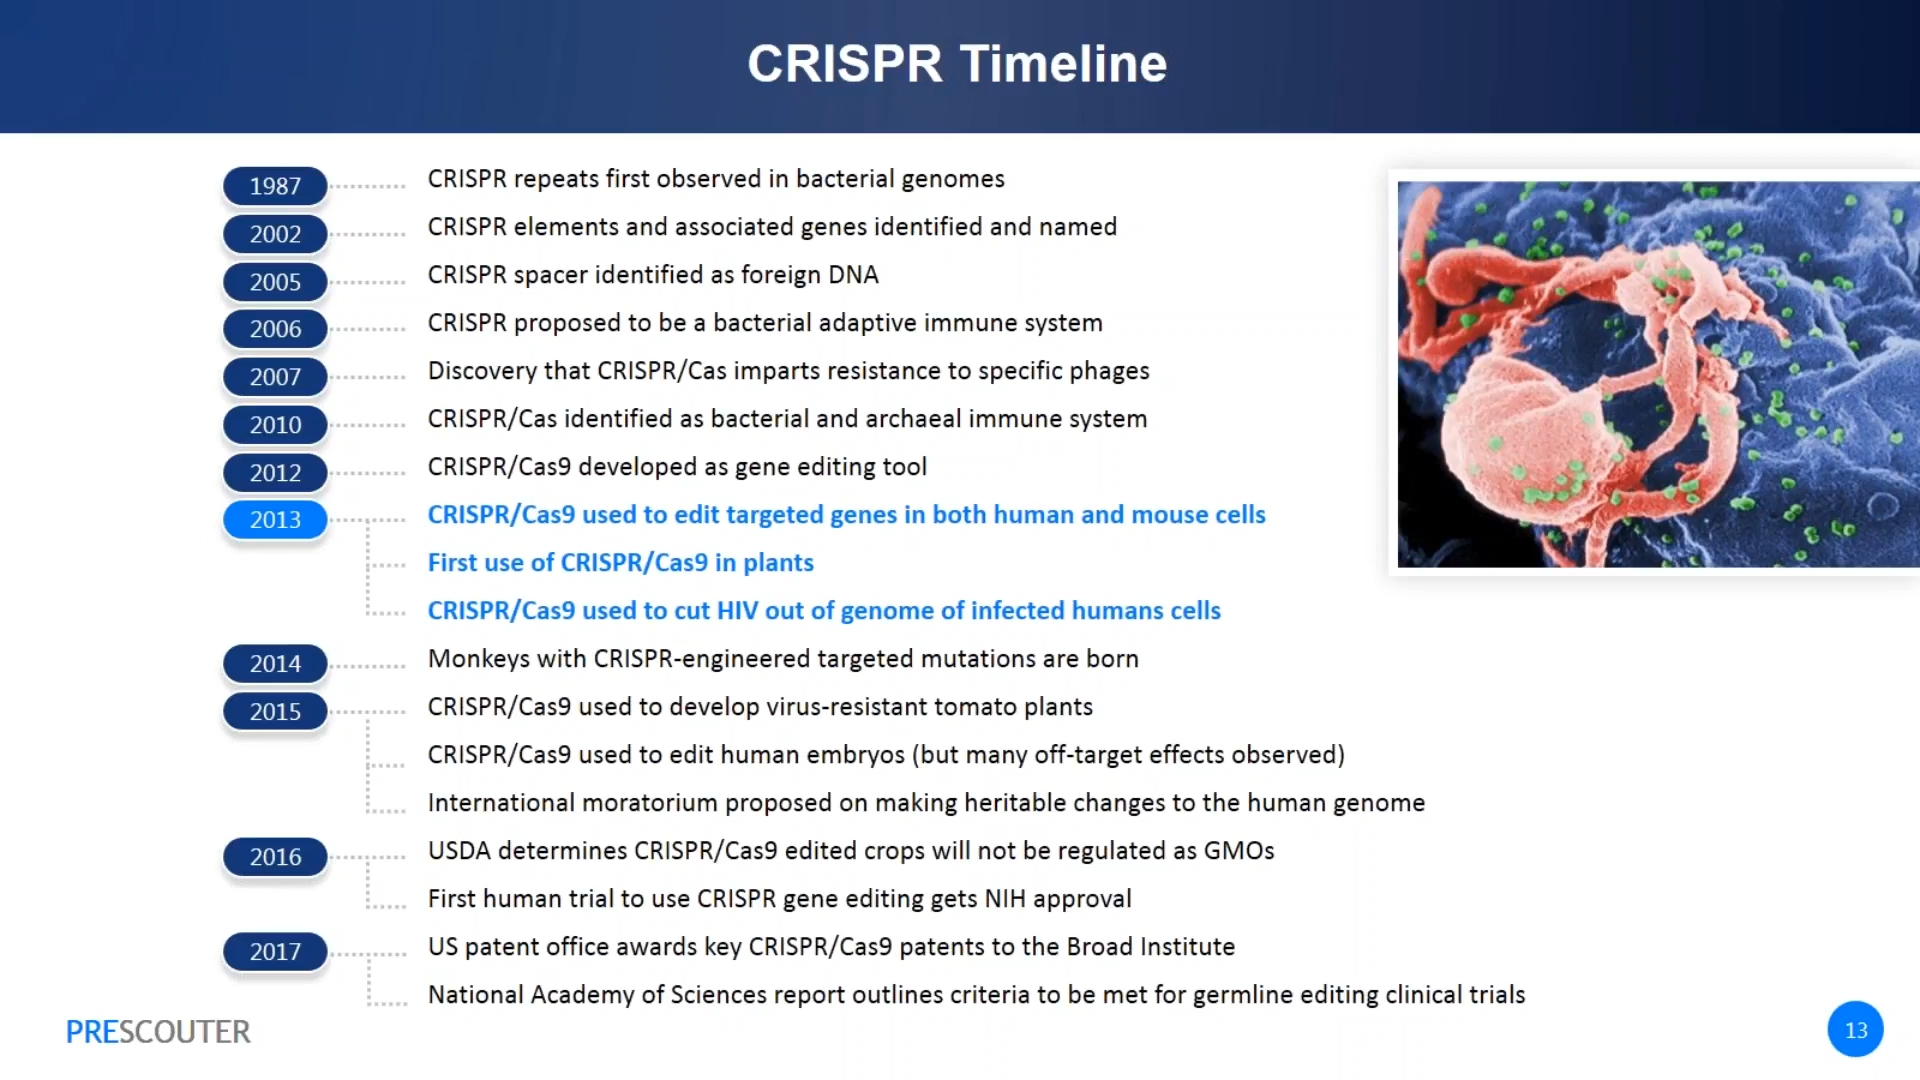 CRISPR Timeline
1987 CRISPR repeats first observed in bacterial genomes
2002 CRISPR elements and associated genes identified and named
2005 CRISPR spacer identified as foreign DNA
2006 CRISPR proposed to be a bacterial adaptive immune system
2007 Discovery that CRISPR/Cas imparts resistance to specific phages
2010 CRISPR/Cas identified as bacterial and archaeal immune system
2012 CRISPR/Cas9 developed as gene editing tool
2013 CRISPR/Cas9 used to edit targeted genes in both human and mouse cells
First use of CRISPR/Cas9 in plants
CRISPR/Cas9 used to cut HIV out of genome of infected humans cells
2014 Monkeys with CRISPR-engineered targeted mutations are born
2015 CRISPR/Cas9 used to develop virus-resistant tomato plants
CRISPR/Cas9 used to edit human embryos (but many off-target effects observed)
International moratorium proposed on making heritable changes to the human genome
2016 USDA determines CRISPR/Cas9 edited crops will not be regulated as GMOs
First human trial to use CRISPR gene editing gets NIH approval
2017 US patent office awards key CRISPR/Cas9 patents to the Broad Institute
National Academy of Sciences report outlines criteria to be met for germline editing clinical trials
PRESCOUTER
13